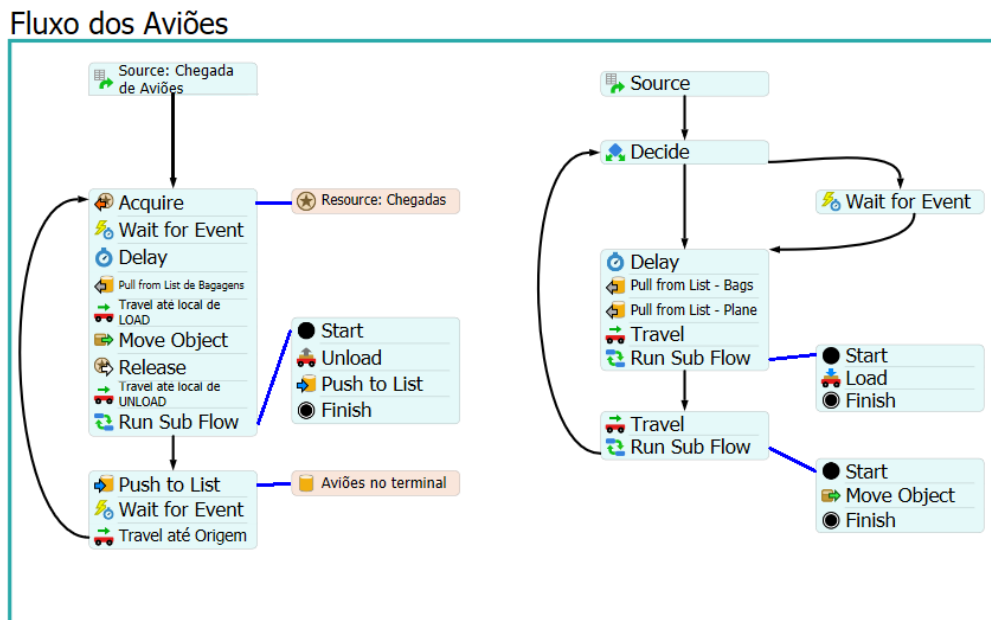 Fluxo dos Aviões
Source: Chegada
de Aviões
Acquire
Resource: Chegadas
Wait for Event
Delay
Pull from List de Bagagens
Travel até local de
LOAD
Move Object
Release
Travel até local de
UNLOAD
Run Sub Flow
Start
Unload
Push to List
Finish
Push to List
Aviões no terminal
Wait for Event
Travel até Origem
Source
Decide
Wait for Event
Delay
Pull from List - Bags
Pull from List - Plane
Travel
Run Sub Flow
Start
Load
Finish
Travel
Run Sub Flow
Start
Move Object
Finish